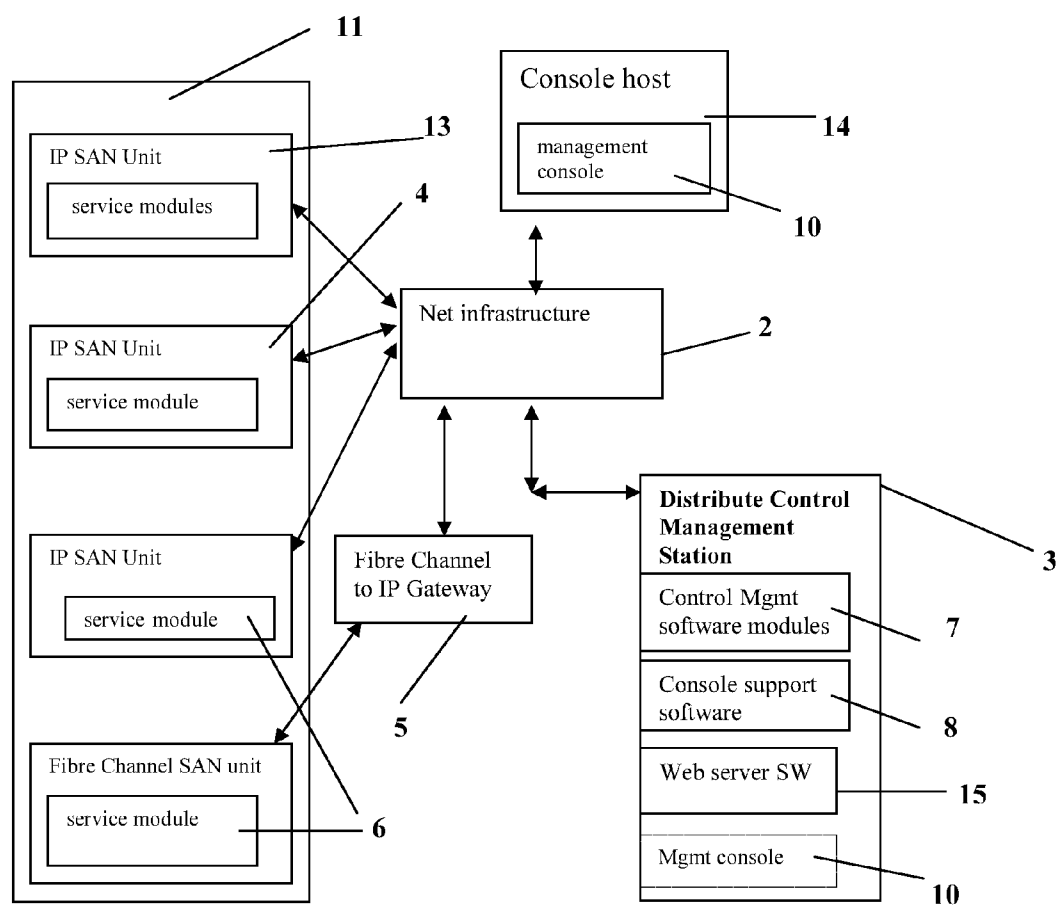 11
Console host
14
management
console
10
13
IP SAN Unit
service modules
4
IP SAN Unit
service module
Net infrastructure
2
IP SAN Unit
service module
Fibre Channel
to IP Gateway
5
Fibre Channel SAN unit
service module
6
Distribute Control
Management
Station
3
Control Mgmt
software modules
7
Console support
software
8
Web server SW
15
Mgmt console
10